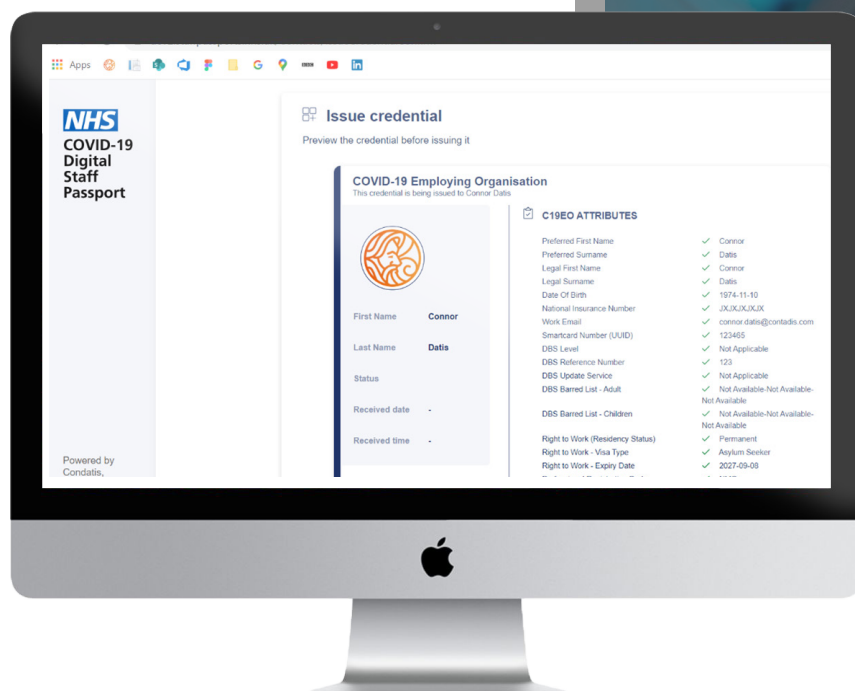 Apps
NHS
COVID-19
Digital
Staff
Passport
Powered by
Condatis,
Issue credential
Preview the credential before issuing it
COVID-19 Employing Organisation
This credential is being issued to Connor Datis
First Name Connor
Last Name Datis
Status
Received date -
Received time -
C19EO ATTRIBUTES
Preferred First Name Connor
Preferred Surname Datis
Legal First Name Connor
Legal Surname Datis
Date Of Birth 1974-11-10
National Insurance Number JXJXJXJXJX
Work Email connor.datis@contadis.com
Smartcard Number (UUID) 123465
DBS Level Not Applicable
DBS Reference Number 123
DBS Update Service Not Applicable
DBS Barred List - Adult Not Available-Not Available-
Not Available
DBS Barred List - Children Not Available-Not Available-
Not Available
Right to Work (Residency Status) Permanent
Right to Work - Visa Type Asylum Seeker
Right to Work - Expiry Date 2027-09-08